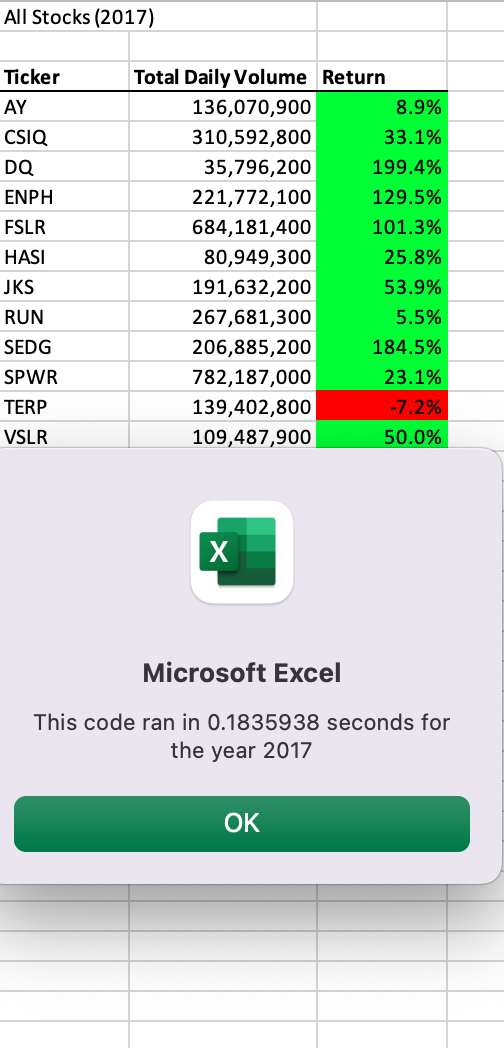 All Stocks (2017)
Ticker Total Daily Volume Return
AY 136,070,900 8.9%
CSIQ 310,592,800 33.1%
DQ 35,796,200 199.4%
ENPH 221,772,100 129.5%
FSLR 684,181,400 101.3%
HASI 80,949,300 25.8%
JKS 191,632,200 53.9%
RUN 267,681,300 5.5%
SEDG 206,885,200 184.5%
SPWR 782,187,000 23.1%
TERP 139,402,800 -7.2%
VSLR 109,487,900 50.0%
X
Microsoft Excel
This code ran in 0.1835938 seconds for
the year 2017
OK